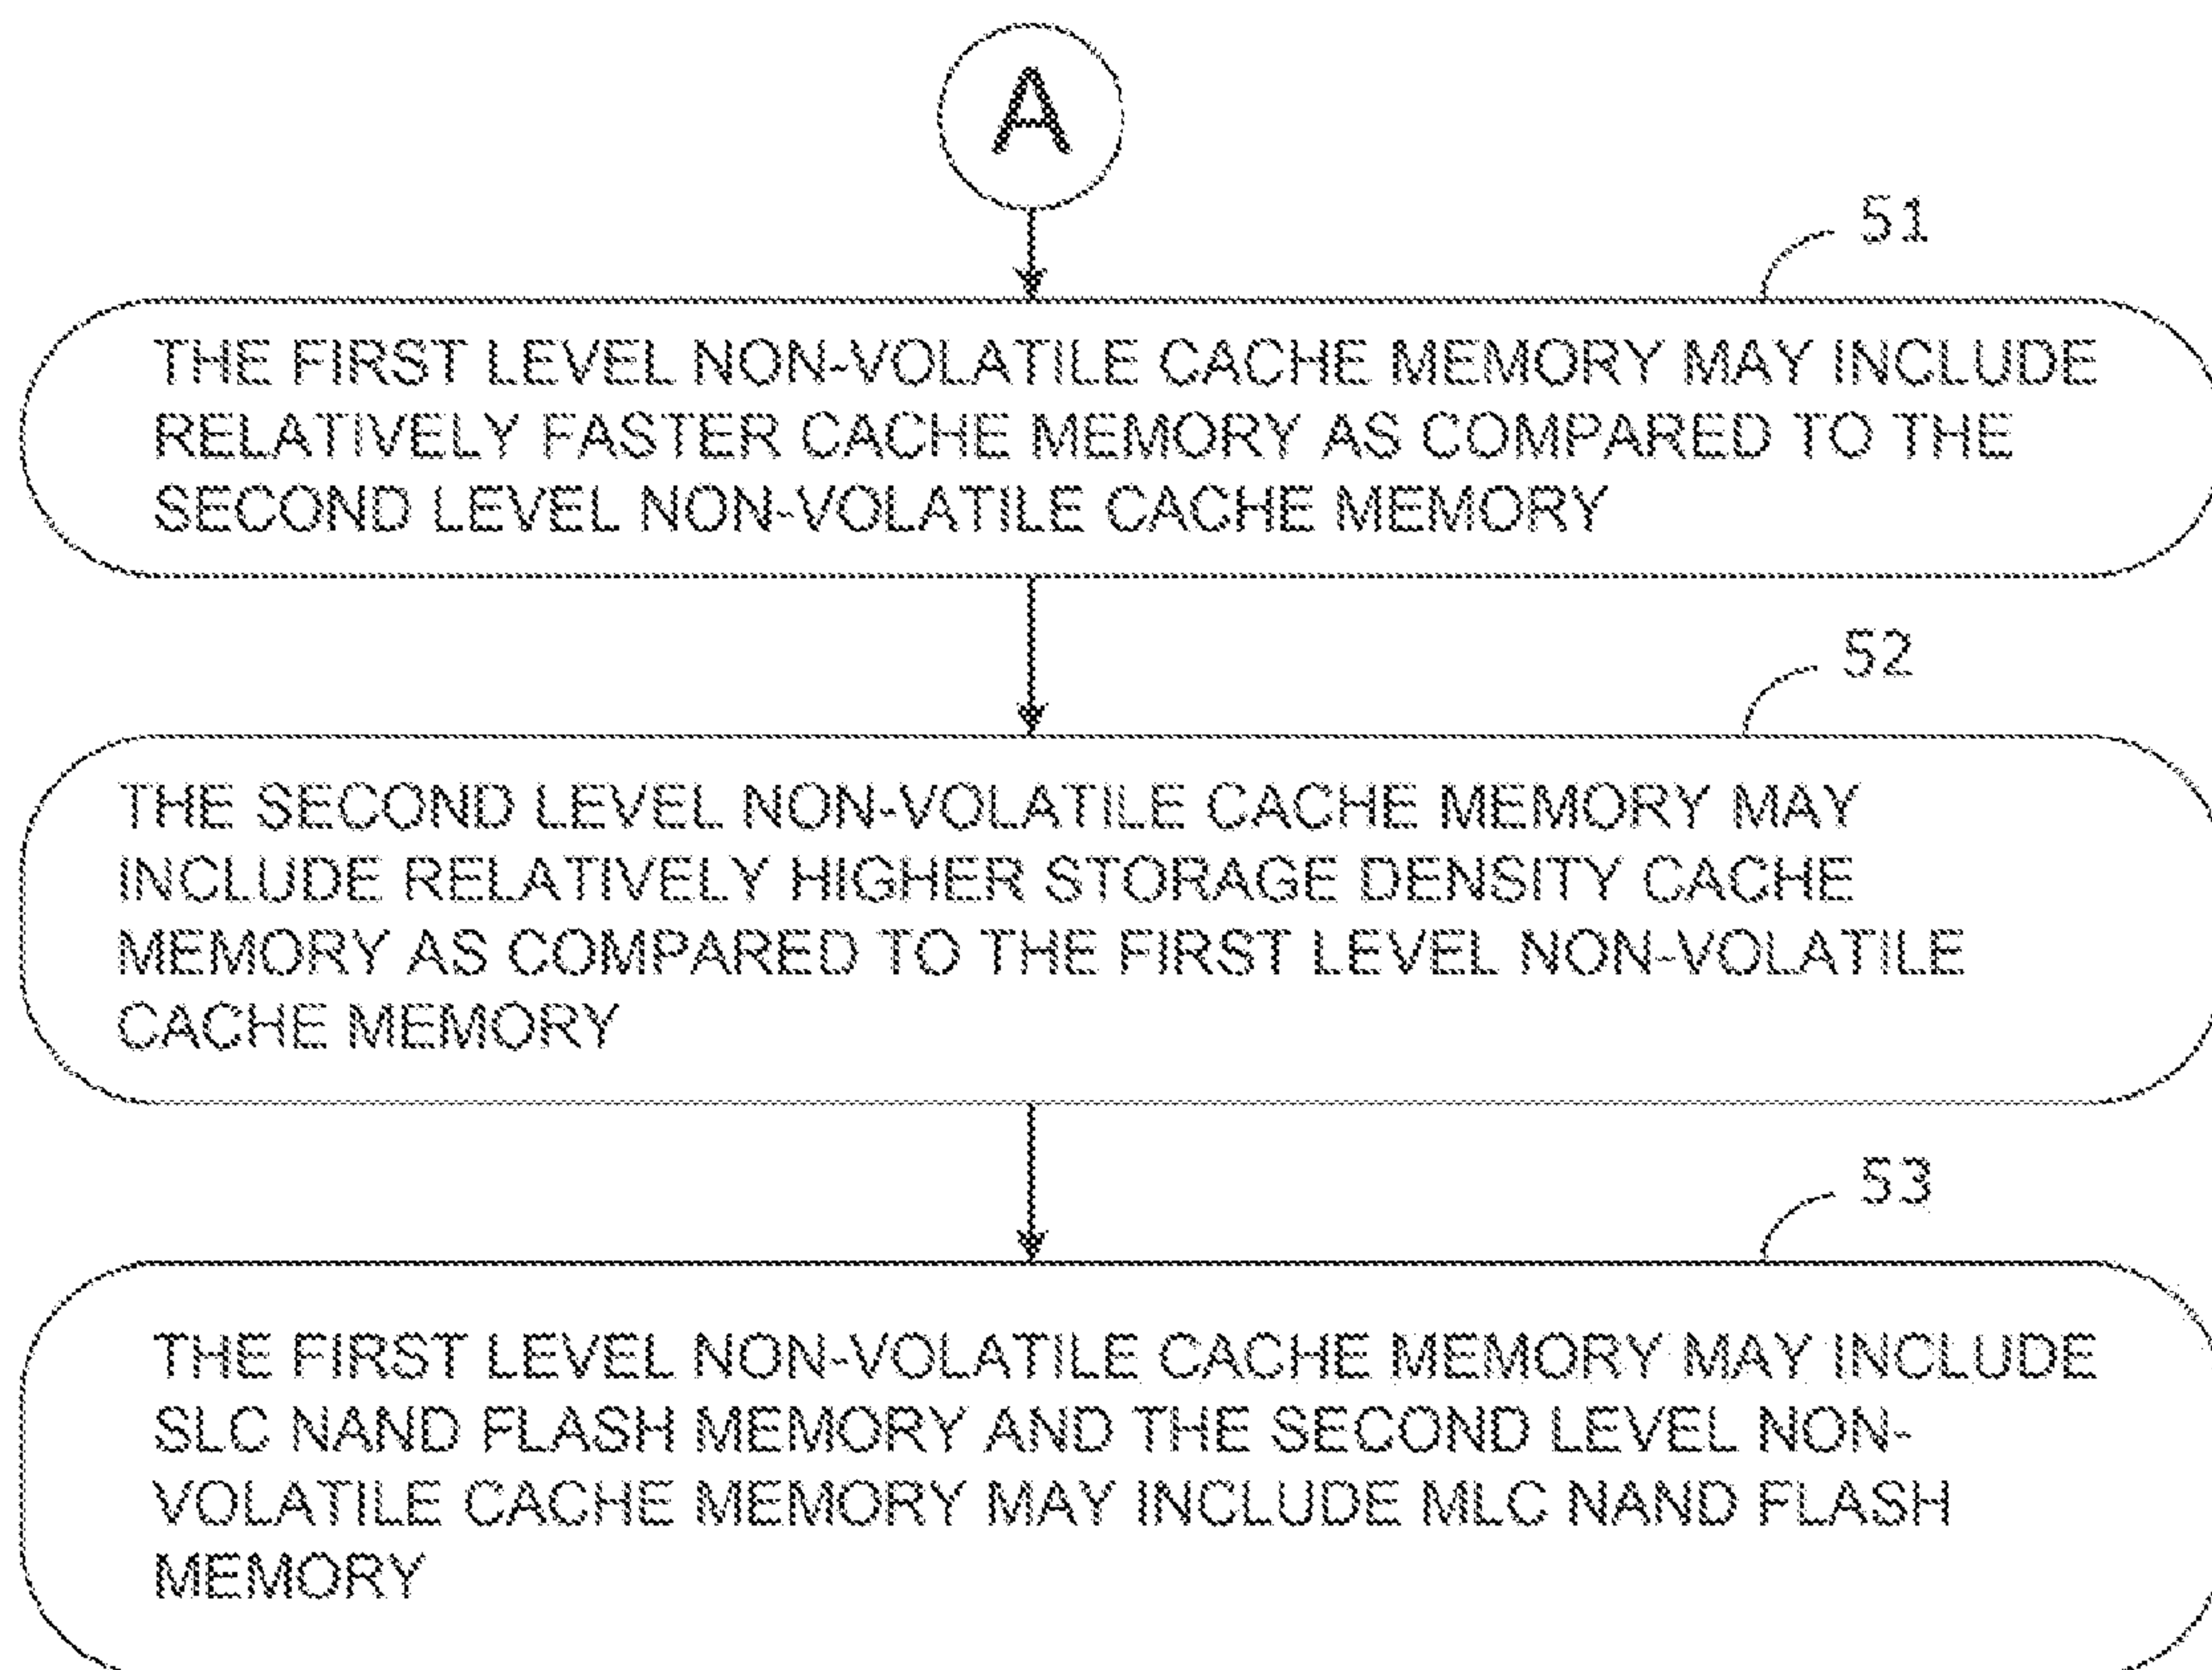 A
51
THE FIRST LEVEL NON-VOLATILE CACHE MEMORY MAY INCLUDE
RELATIVELY FASTER CACHE MEMORY AS COMPARED TO THE
SECOND LEVEL NON-VOLATILE CACHE MEMORY
52
THE SECOND LEVEL NON-VOLATILE CACHE MEMORY MAY
INCLUDE RELATIVELY HIGHER STORAGE DENSITY CACHE
MEMORY AS COMPARED TO THE FIRST LEVEL NON-VOLATILE
CACHE MEMORY
53
THE FIRST LEVEL NON-VOLATILE CACHE MEMORY MAY INCLUDE
SLC NAND FLASH MEMORY AND THE SECOND LEVEL NON-
VOLATILE CACHE MEMORY MAY INCLUDE MLC NAND FLASH
MEMORY